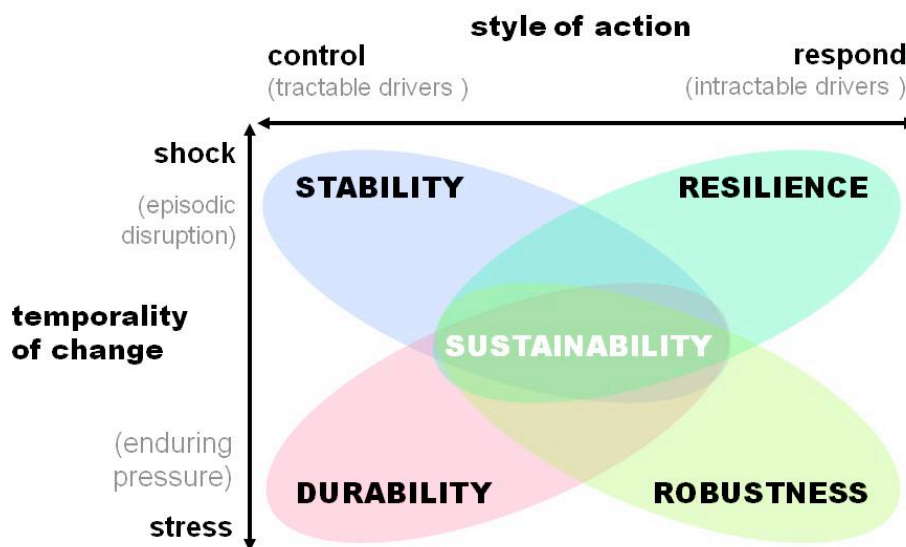 style of action
control
(tractable drivers )
respond
(intractable drivers )
shock
(episodic
disruption)
STABILITY
RESILIENCE
temporality
of change
SUSTAINABILITY
(enduring
pressure)
stress
DURABILITY
ROBUSTNESS